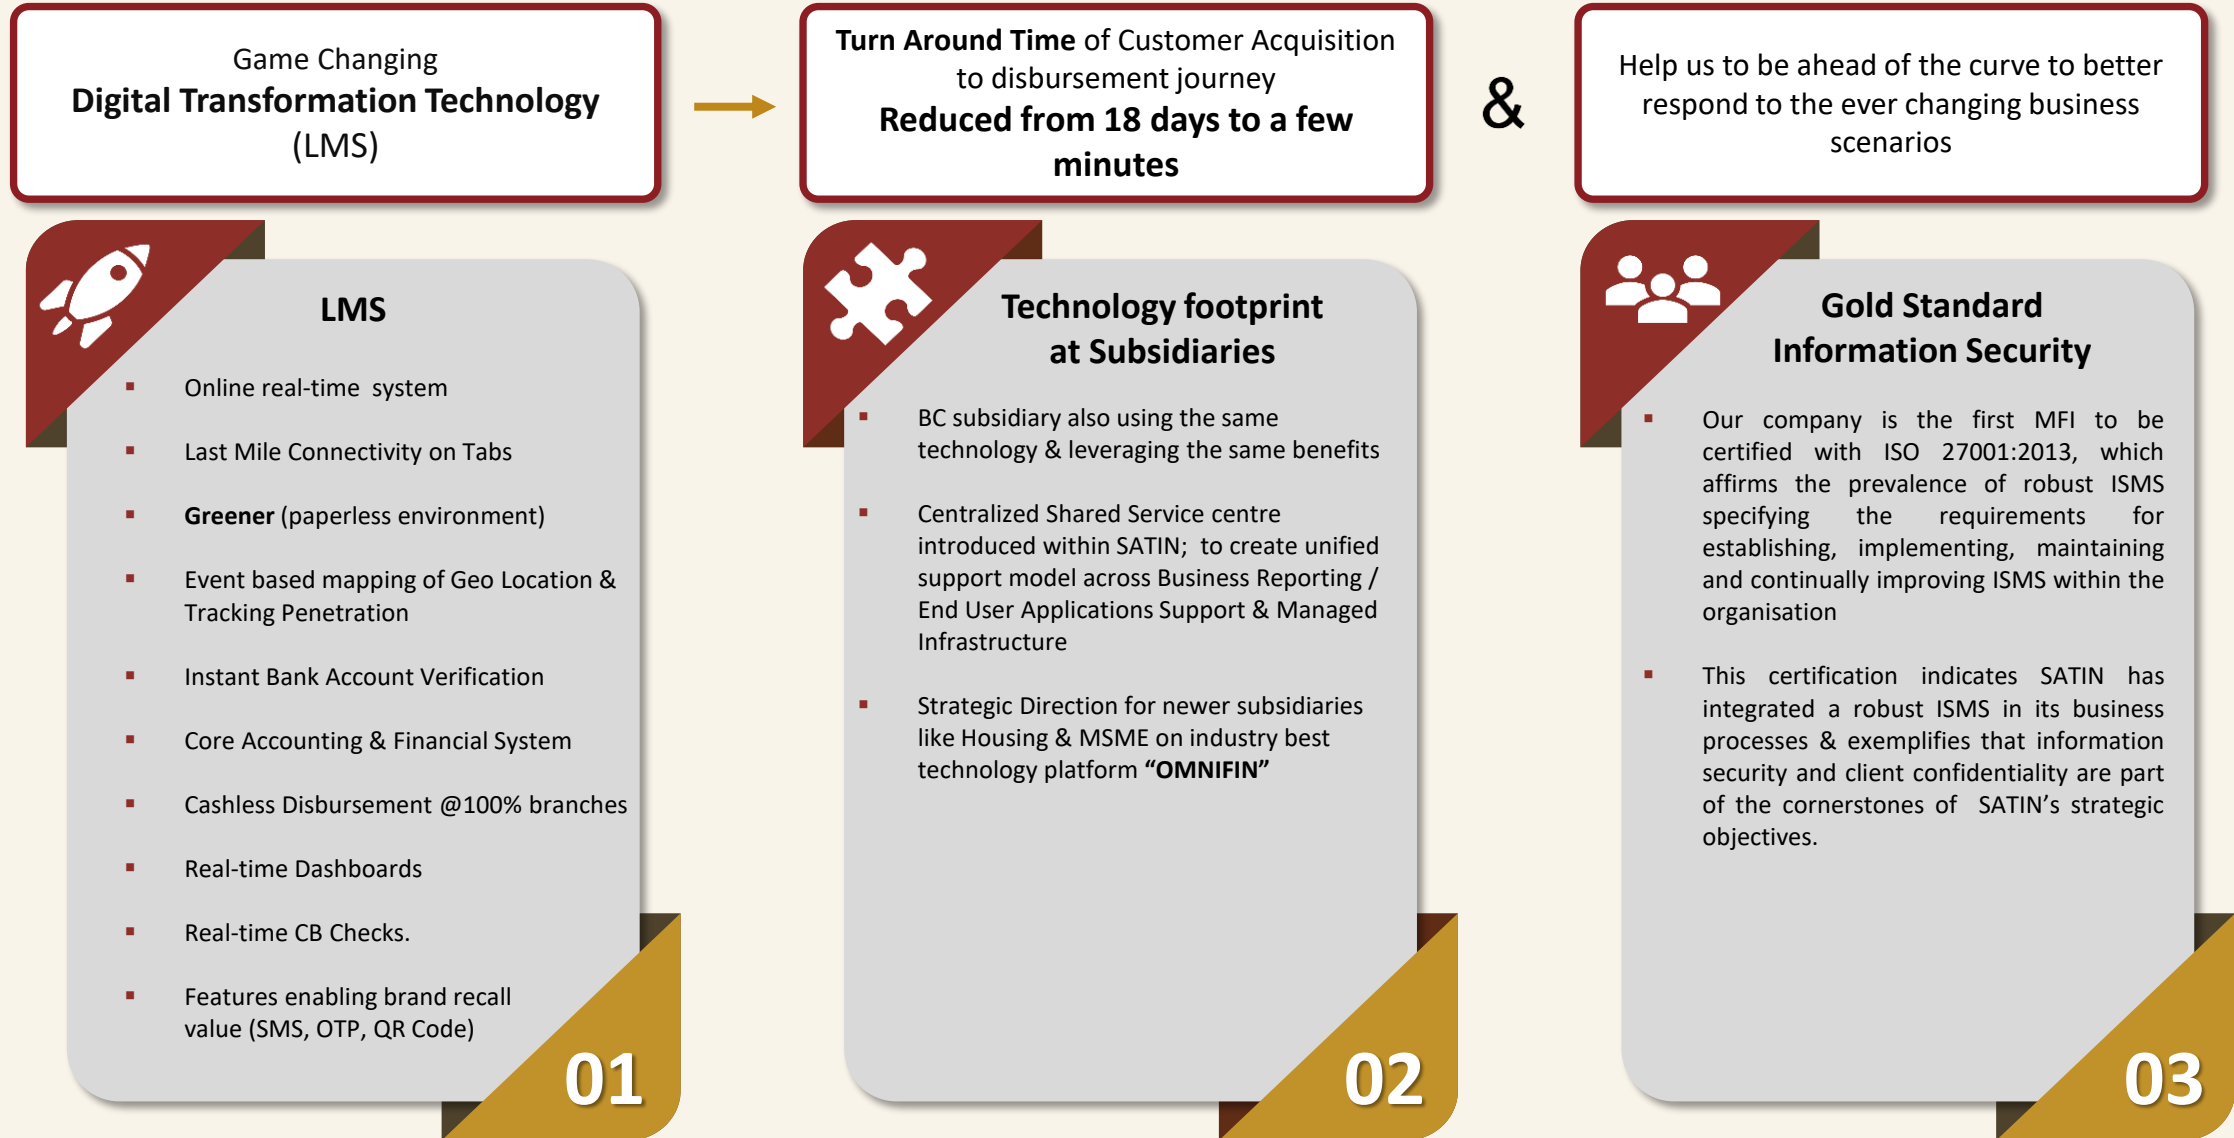 Game Changing
Digital Transformation Technology
(LMS)
Turn Around Time of Customer Acquisition
to disbursement journey
Reduced from 18 days to a few
minutes
&
Help us to be ahead of the curve to better
respond to the ever changing business
scenarios
LMS
Online real-time system
Last Mile Connectivity on Tabs
Greener (paperless environment)
Event based mapping of Geo Location &
Tracking Penetration
Instant Bank Account Verification
Core Accounting & Financial System
Cashless Disbursement @100% branches
Real-time Dashboards
Real-time CB Checks.
Features enabling brand recall
value (SMS, OTP, QR Code)
01
Technology footprint
at Subsidiaries
BC subsidiary also using the same
technology & leveraging the same benefits
Centralized Shared Service centre
introduced within SATIN; to create unified
support model across Business Reporting /
End User Applications Support & Managed
Infrastructure
Strategic Direction for newer subsidiaries
like Housing & MSME on industry best
technology platform “OMNIFIN”
02
Gold Standard
Information Security
Our company is the first MFI to be
certified with ISO 27001:2013, which
affirms the prevalence of robust ISMS
specifying the requirements for
establishing, implementing, maintaining
and continually improving ISMS within the
organisation
This certification indicates SATIN has
integrated a robust ISMS in its business
processes & exemplifies that information
security and client confidentiality are part
of the cornerstones of SATIN’s strategic
objectives.
03